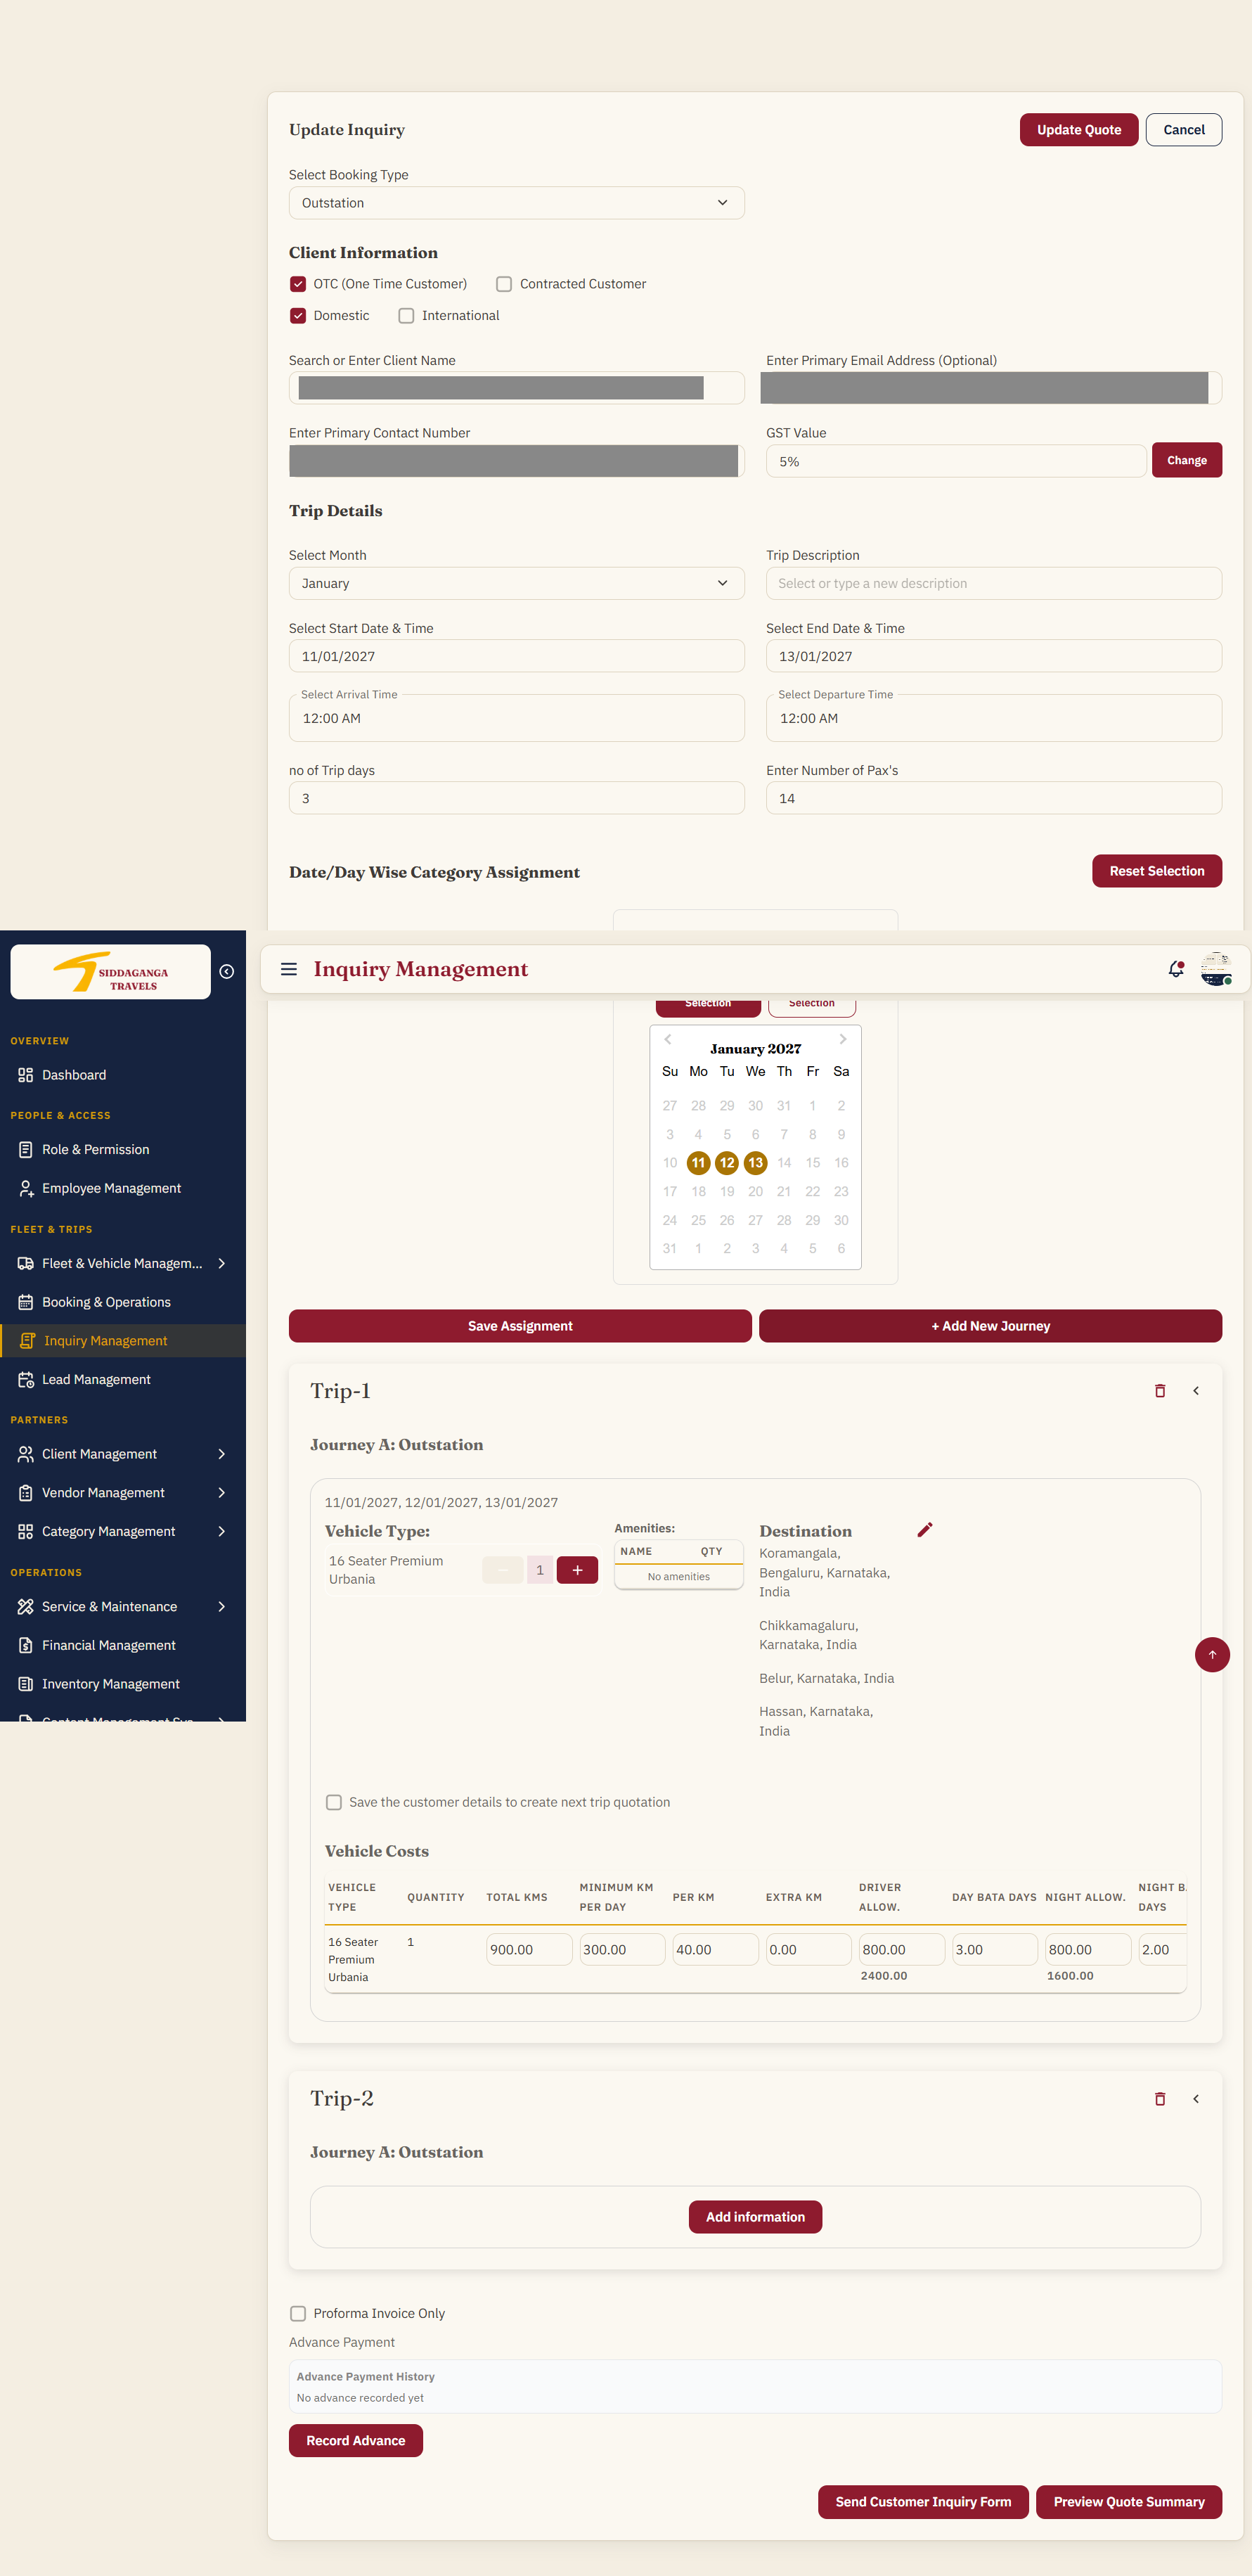 Update Inquiry
Update Quote
Cancel
Select Booking Type
Outstation
Client Information
OTC (One Time Customer)
Contracted Customer
Domestic
International
Search or Enter Client Name
Enter Primary Email Address (Optional)
Enter Primary Contact Number
GST Value
5%
Change
Trip Details
Select Month
Trip Description
January
Select or type a new description
Select Start Date & Time
Select End Date & Time
11/01/2027
13/01/2027
Select Arrival Time
Select Departure Time
12:00 AM
12:00 AM
no of Trip days
Enter Number of Pax's
3
14
Date/Day Wise Category Assignment
Reset Selection
SIDDAGANGA
TRAVELS
OVERVIEW
Dashboard
PEOPLE & ACCESS
Role & Permission
Employee Management
FLEET & TRIPS
Fleet & Vehicle Managem...
Booking & Operations
Inquiry Management
Lead Management
PARTNERS
Client Management
Vendor Management
Category Management
OPERATIONS
Service & Maintenance
Financial Management
Inventory Management
Content Management Sys
Inquiry Management
Selection
Selection
January 2027
Su Mo Tu We Th Fr Sa
27 28 29 30 31 1 2
3 4 5 6 7 8 9
10 11 12 13 14 15 16
17 18 19 20 21 22 23
24 25 26 27 28 29 30
31 1 2 3 4 5 6
Save Assignment
+ Add New Journey
Trip-1
Journey A: Outstation
11/01/2027, 12/01/2027, 13/01/2027
Vehicle Type:
16 Seater Premium
Urbania
1
Amenities:
NAME QTY
No amenities
Destination
Koramangala,
Bengaluru, Karnataka,
India
Chikkamagaluru,
Karnataka, India
Belur, Karnataka, India
Hassan, Karnataka,
India
Save the customer details to create next trip quotation
Vehicle Costs
VEHICLE
TYPE
QUANTITY
TOTAL KMS
MINIMUM KM
PER DAY
PER KM
EXTRA KM
DRIVER
ALLOW.
DAY BATA DAYS
NIGHT ALLOW.
NIGHT B
DAYS
16 Seater
Premium
Urbania
1
900.00
300.00
40.00
0.00
800.00
2400.00
3.00
800.00
1600.00
2.00
Trip-2
Journey A: Outstation
Add information
Proforma Invoice Only
Advance Payment
Advance Payment History
No advance recorded yet
Record Advance
Send Customer Inquiry Form
Preview Quote Summary